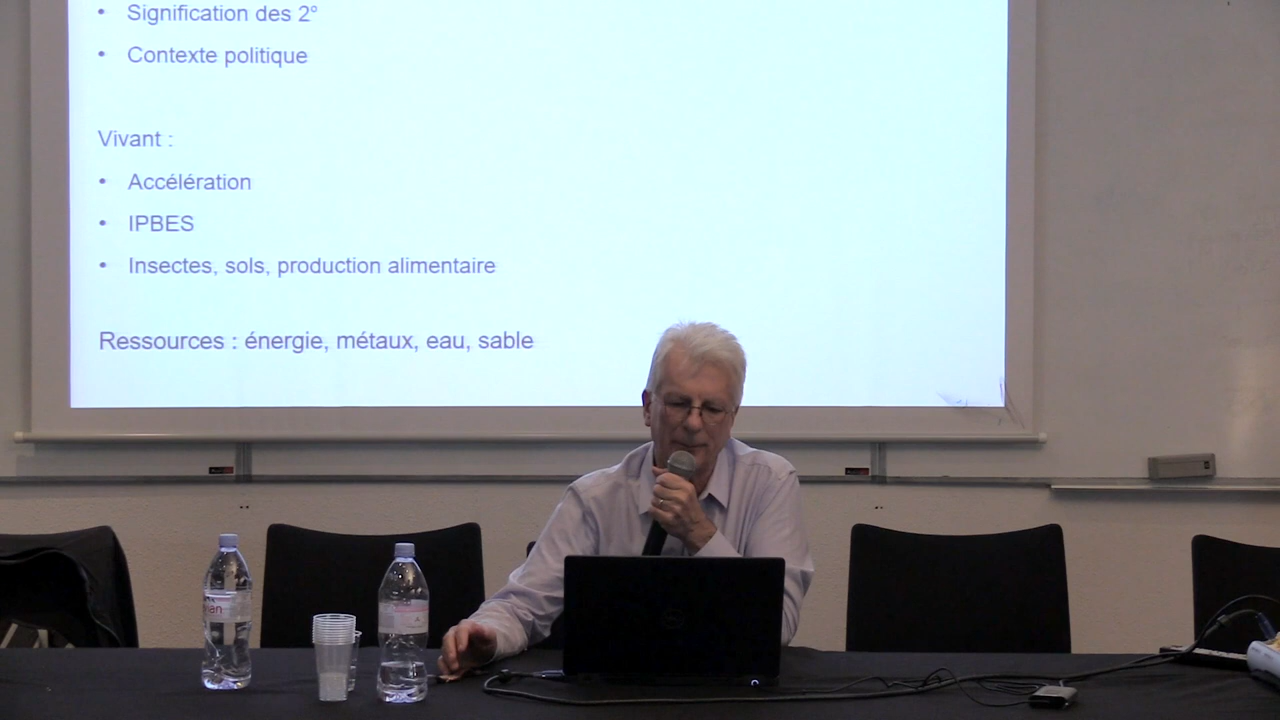 • Signification des 2°
• Contexte politique
Vivant :
• Accélération
• IPBES
• Insectes, sols, production alimentaire
Ressources : énergie, métaux, eau, sable